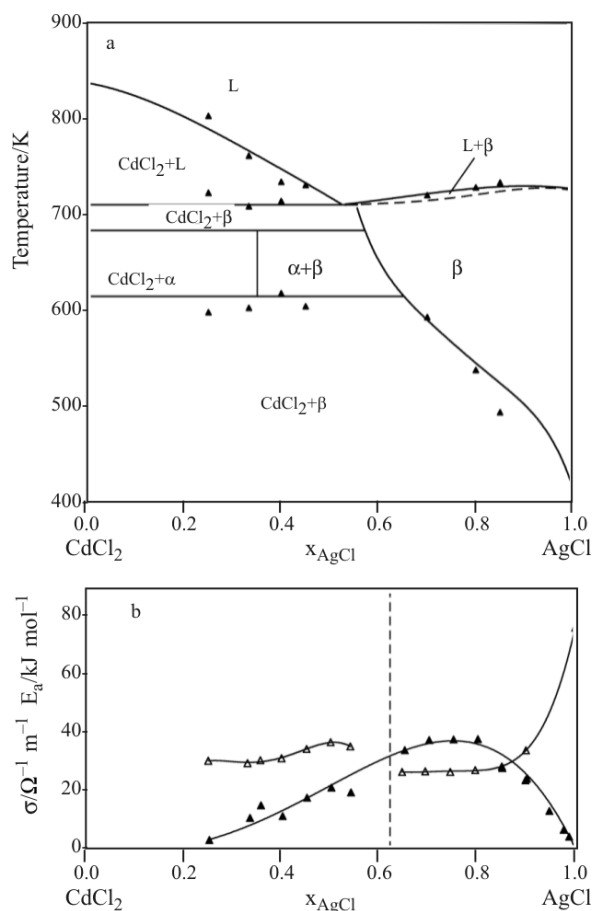 900
a
L
800
L+β
CdCl2+L
700
CdCl2+β
α+β
β
CdCl2+α
600
CdCl2+β
500
400
Temperature/K
0.0 0.2 0.4 0.6 0.8 1.0
CdCl2 xAgCl AgCl
b
80
60
40
20
0
σ/Ω−1 m−1 Ea/kJ mol−1
0.0 0.2 0.4 0.6 0.8 1.0
CdCl2 xAgCl AgCl